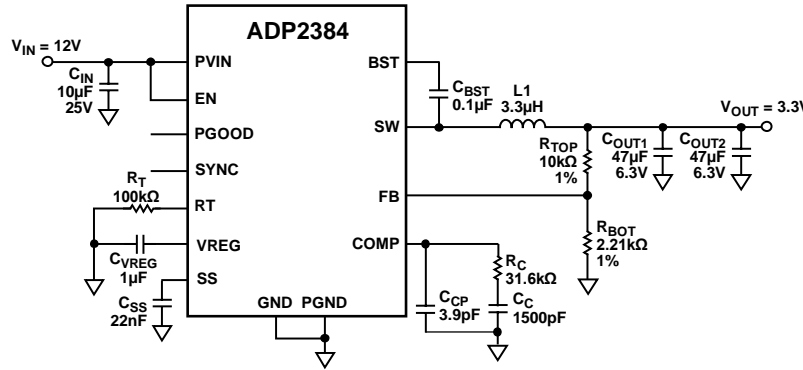 ADP2384
VIN = 12V
CIN
10µF
25V
PVIN
EN
PGOOD
SYNC
RT
100kΩ
RT
VREG
CVREG
1µF
SS
CSS
22nF
GND PGND
BST
CBST
0.1µF
SW
L1
3.3µH
VOUT = 3.3V
RTOP
10kΩ
1%
COUT1
47µF
6.3V
COUT2
47µF
6.3V
FB
RBOT
2.21kΩ
1%
COMP
RC
31.6kΩ
CCP
3.9pF
CC
1500pF